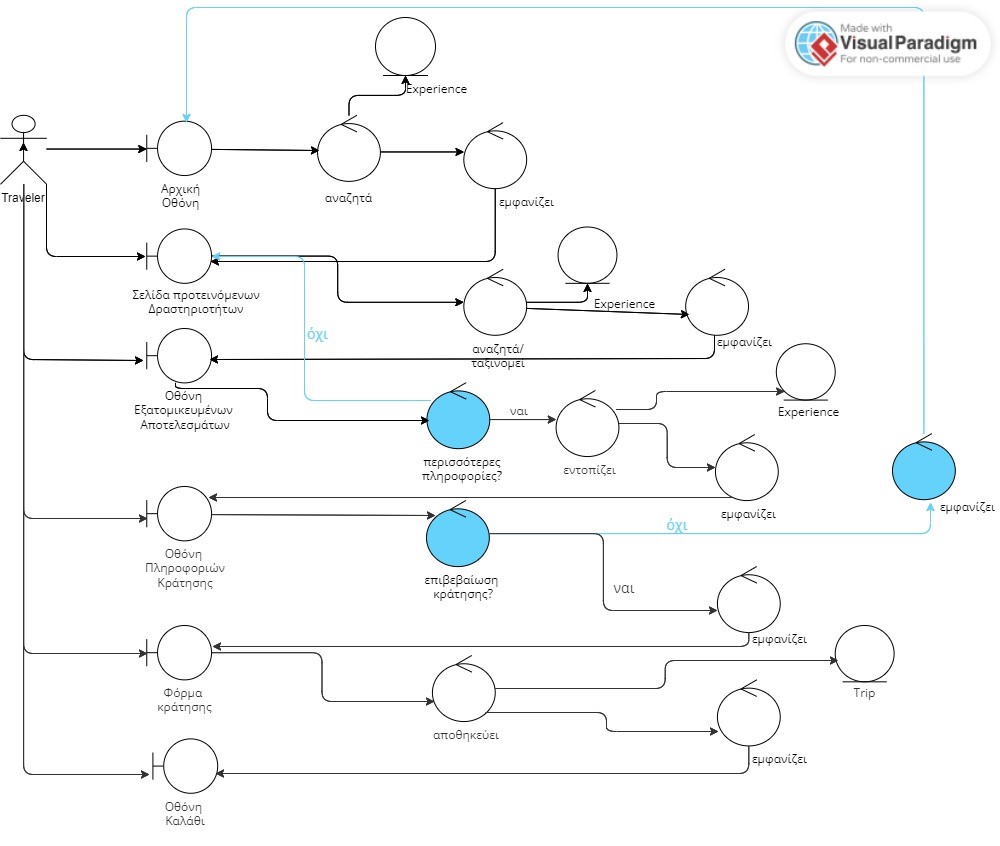 Made with
Visual Paradigm
For non-commercial use
Experience
Traveler
Αρχική
Οθόνη
αναζητά
εμφανίζει
Σελίδα προτεινόμενων
Δραστηριοτήτων
Experience
όχι
αναζητά/
ταξινομεί
εμφανίζει
Οθόνη
Εξατομικευμένων
Αποτελεσμάτων
ναι
Experience
περισσότερες
πληροφορίες?
εντοπίζει
εμφανίζει
εμφανίζει
όχι
Οθόνη
Πληροφοριών
Κράτησης
επιβεβαίωση
κράτησης?
ναι
εμφανίζει
Φόρμα
κράτησης
Trip
αποθηκεύει
εμφανίζει
Οθόνη
Καλάθι